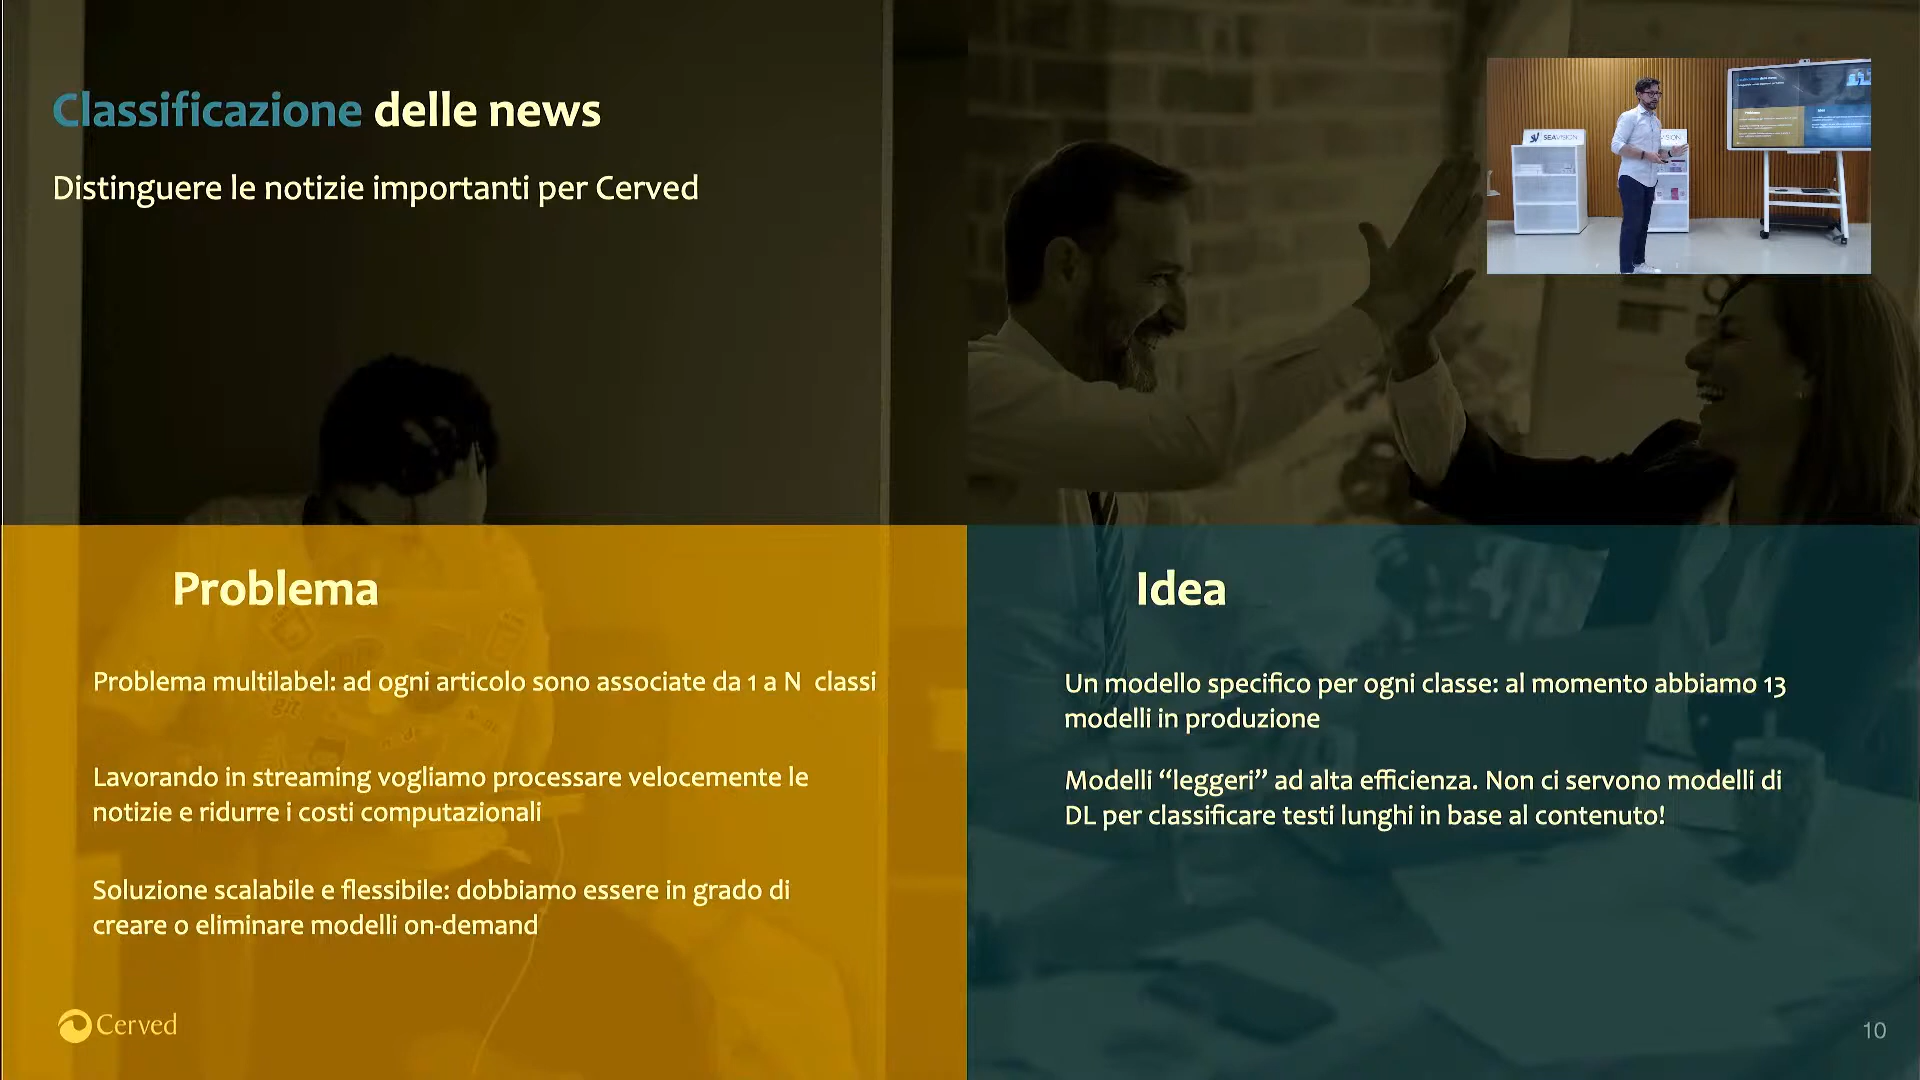 Classificazione delle news
Distinguere le notizie importanti per Cerved
SEAVISION
Problema
Problema multilabel: ad ogni articolo sono associate da 1 a N classi
Lavorando in streaming vogliamo processare velocemente le
notizie e ridurre i costi computazionali
Soluzione scalabile e flessibile: dobbiamo essere in grado di
creare o eliminare modelli on-demand
Cerved
Idea
Un modello specifico per ogni classe: al momento abbiamo 13
modelli in produzione
Modelli “leggeri” ad alta efficienza. Non ci servono modelli di
DL per classificare testi lunghi in base al contenuto!
10